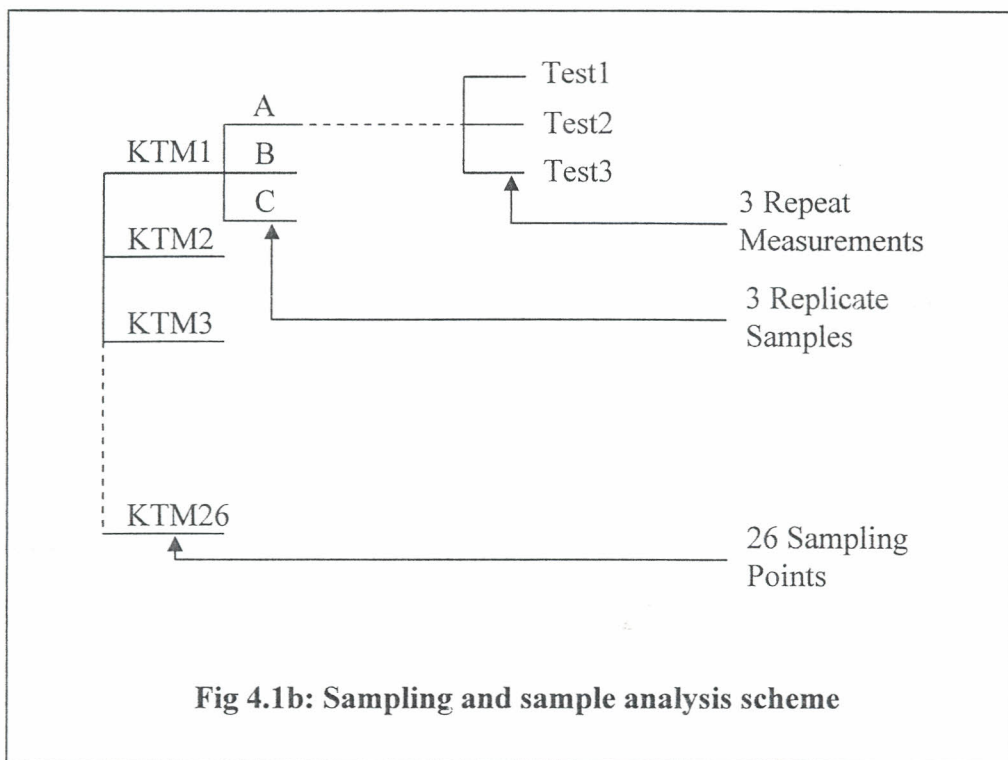 Test1
A
Test2
KTM1
B
Test3
C
3 Repeat
Measurements
KTM2
3 Replicate
Samples
KTM3
KTM26
26 Sampling
Points
Fig 4.1b: Sampling and sample analysis scheme